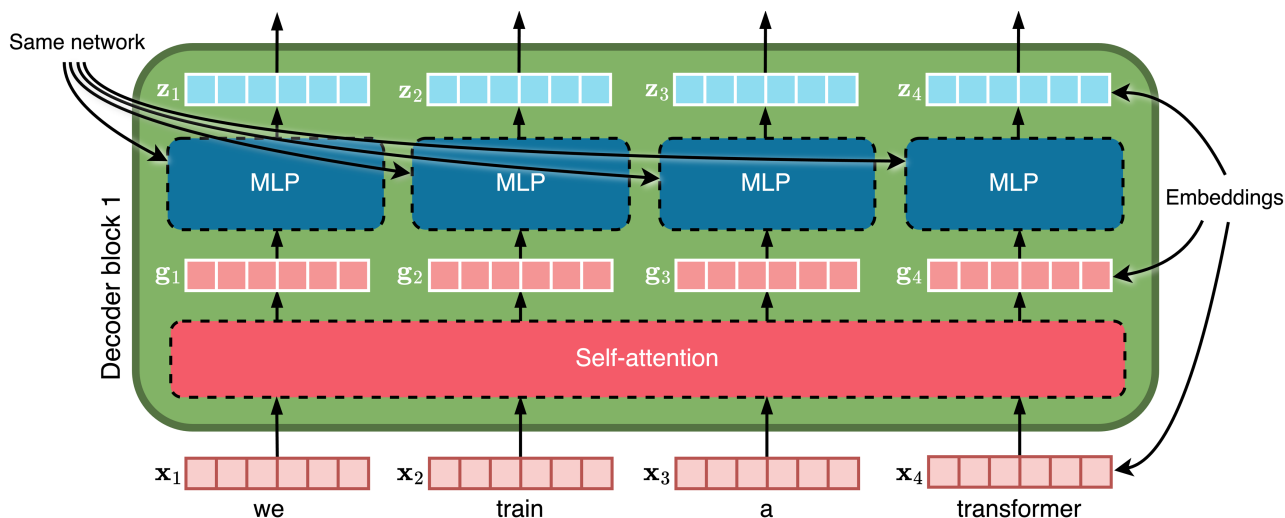 Same network
z₁ z₂ z₃ z₄
MLP MLP MLP MLP
Embeddings
Decoder block 1
g₁ g₂ g₃ g₄
Self-attention
x₁ x₂ x₃ x₄
we train a transformer